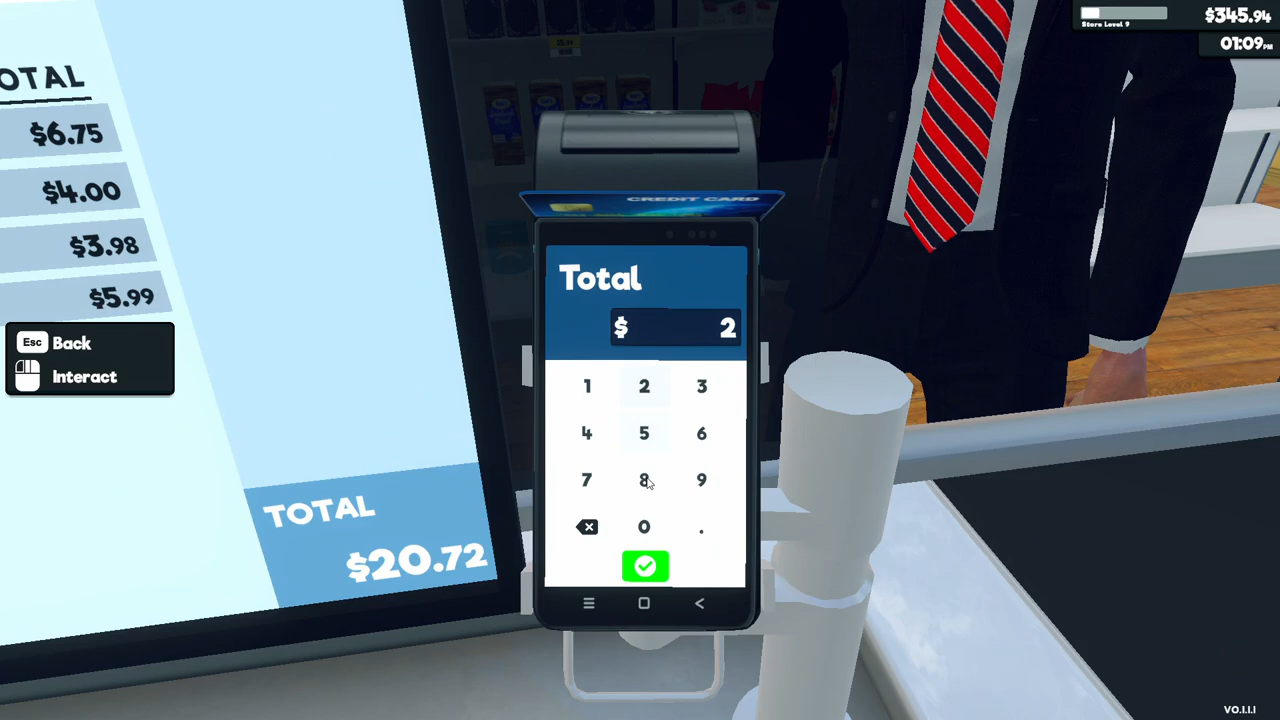 OTAL
$6.75
$4.00
$3.98
$5.99
TOTAL
$20.72
Esc Back
Interact
CREDIT CARD
Total
$ 2
1 2 3
4 5 6
7 8 9
0 .
Store Level 9
$345.94
01:09PM
V0.1.1.1